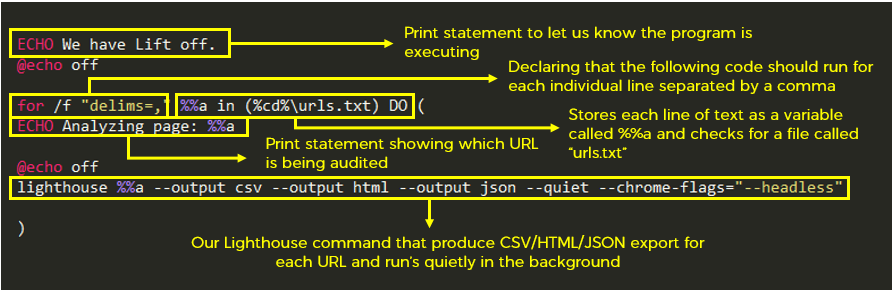 ECHO We have Lift off.
@echo off
Print statement to let us know the program is
executing
Declaring that the following code should run for
each individual line separated by a comma
for /f "delims=," %%a in (%cd%\urls.txt) DO (
ECHO Analyzing page: %%a
Stores each line of text as a variable
called %%a and checks for a file called
“urls.txt”
Print statement showing which URL
is being audited
@echo off
lighthouse %%a --output csv --output html --output json --quiet --chrome-flags="--headless"
)
Our Lighthouse command that produce CSV/HTML/JSON export for
each URL and run's quietly in the background